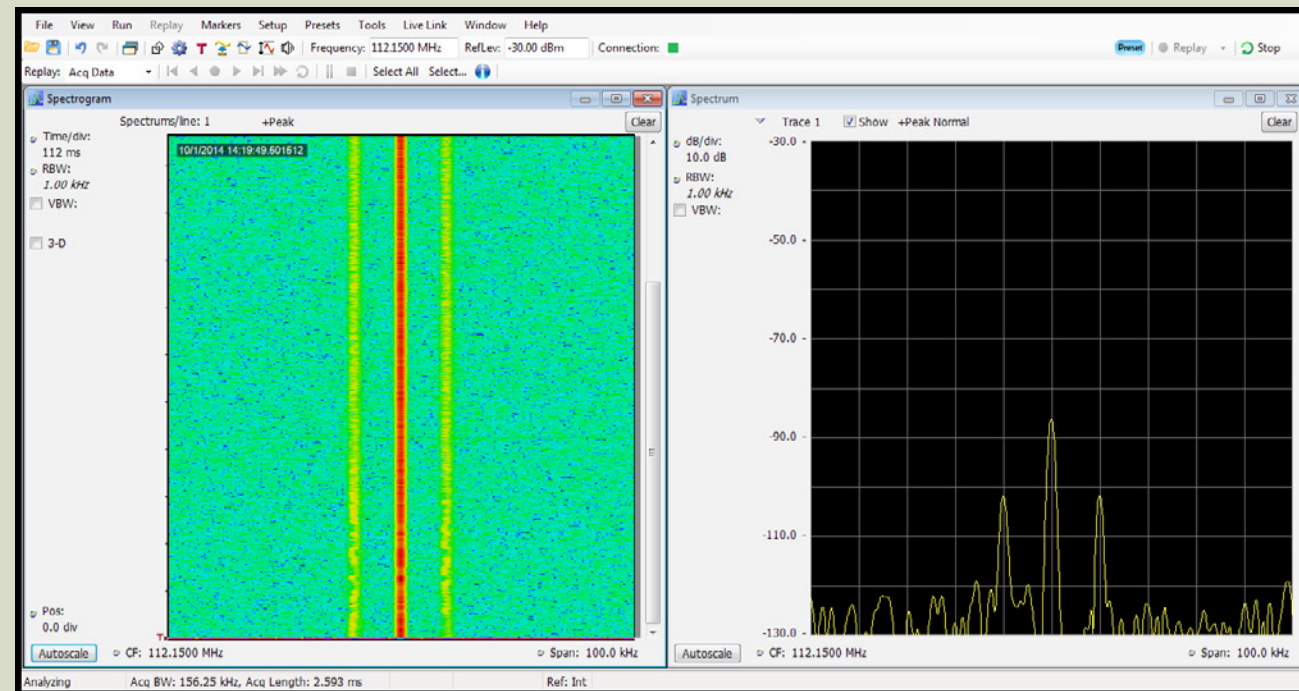 File View Run Replay Markers Setup Presets Tools Live Link Window Help
T Frequency: 112.1500 MHz RefLev: -30.00 dBm Connection: Preset Replay Stop
Replay: Acq Data Select All Select...
Spectrogram
Spectrums/line: 1 +Peak Clear
Time/div:
112 ms
RBW:
1.00 kHz
VBW:
3-D
10/1/2014 14:19:49.601612
Pos:
0.0 div
T
Autoscale CF: 112.1500 MHz Span: 100.0 kHz
Spectrum
Trace 1 Show +Peak Normal Clear
dB/div:
10.0 dB
RBW:
1.00 kHz
VBW:
-30.0
-50.0
-70.0
-90.0
-110.0
-130.0
Autoscale CF: 112.1500 MHz Span: 100.0 kHz
Analyzing Acq BW: 156.25 kHz, Acq Length: 2.593 ms Ref: Int